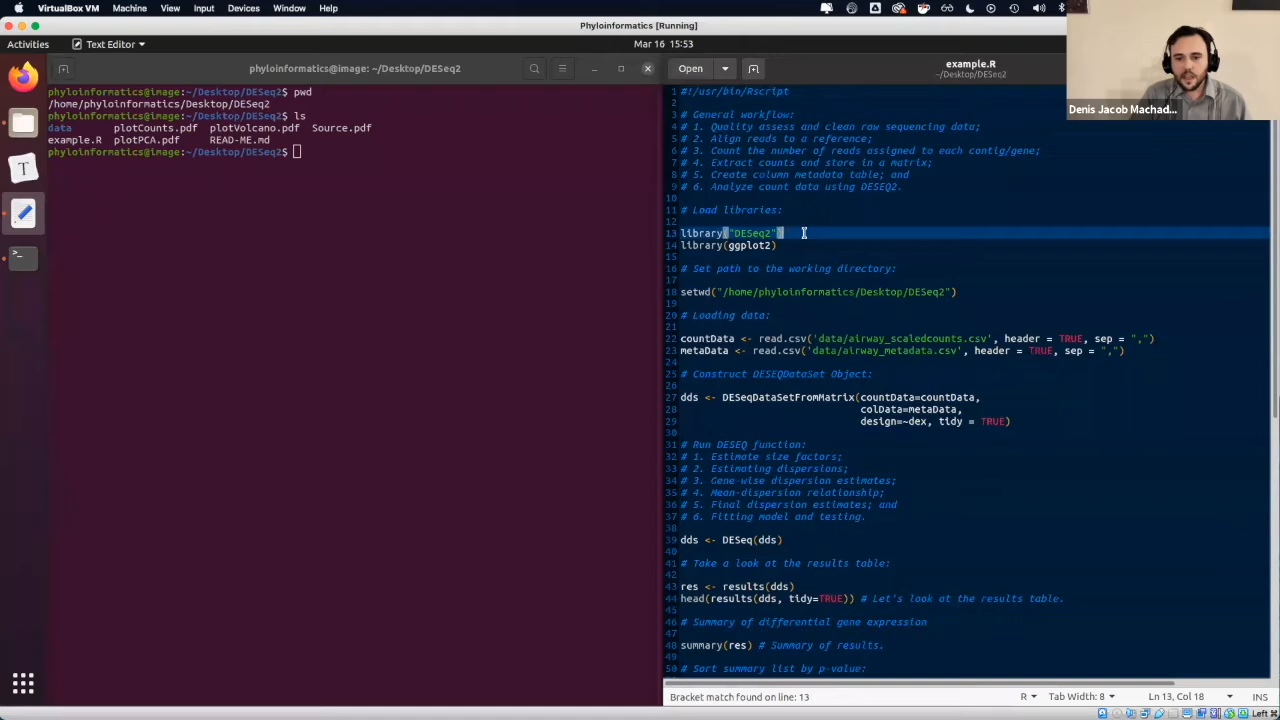 VirtualBox VM Machine View Input Devices Window Help
Phyloinformatics [Running]
Activities Text Editor Mar 16 15:53
phyloinformatics@image: ~/Desktop/DESeq2
Open
example.R
~/Desktop/DESeq2
Denis Jacob Machad...
phyloinformatics@image:~/Desktop/DESeq2$ pwd
/home/phyloinformatics/Desktop/DESeq2
phyloinformatics@image:~/Desktop/DESeq2$ ls
data plotCounts.pdf plotVolcano.pdf Source.pdf
example.R plotPCA.pdf READ-ME.md
phyloinformatics@image:~/Desktop/DESeq2$
1 #!/usr/bin/Rscript
2
3 # General workflow:
4 # 1. Quality assess and clean row sequencing data;
5 # 2. Align reads to a reference;
6 # 3. Count the number of reads assigned to each contig/gene;
7 # 4. Extract counts and store in a matrix;
8 # 5. Create column metadata table; and
9 # 6. Analyze count data using DESEQ2.
10
11 # Load libraries:
12
13 library("DESeq2")
14 library(ggplot2)
15
16 # Set path to the working directory:
17
18 setwd("/home/phyloinformatics/Desktop/DESeq2")
19
20 # Loading data:
21
22 countData <- read.csv('data/airway_scaledcounts.csv', header = TRUE, sep = ",")
23 metaData <- read.csv('data/airway_metadata.csv', header = TRUE, sep = ",")
24
25 # Construct DESEQDataSet Object:
26
27 dds <- DESeqDataSetFromMatrix(countData=countData,
28 colData=metaData,
29 design=~dex, tidy = TRUE)
30
31 # Run DESEQ function:
32 # 1. Estimate size factors;
33 # 2. Estimating dispersions;
34 # 3. Gene-wise dispersion estimates;
35 # 4. Mean-dispersion relationship;
36 # 5. Final dispersion estimates; and
37 # 6. Fitting model and testing.
38
39 dds <- DESeq(dds)
40
41 # Take a look at the results table:
42
43 res <- results(dds)
44 head(results(dds, tidy=TRUE)) # Let's look at the results table.
45
46 # Summary of differential gene expression
47
48 summary(res) # Summary of results.
49
50 # Sort summary list by p-value:
Bracket match found on line: 13 R Tab Width: 8 Ln 13, Col 18 INS
Left ⌘